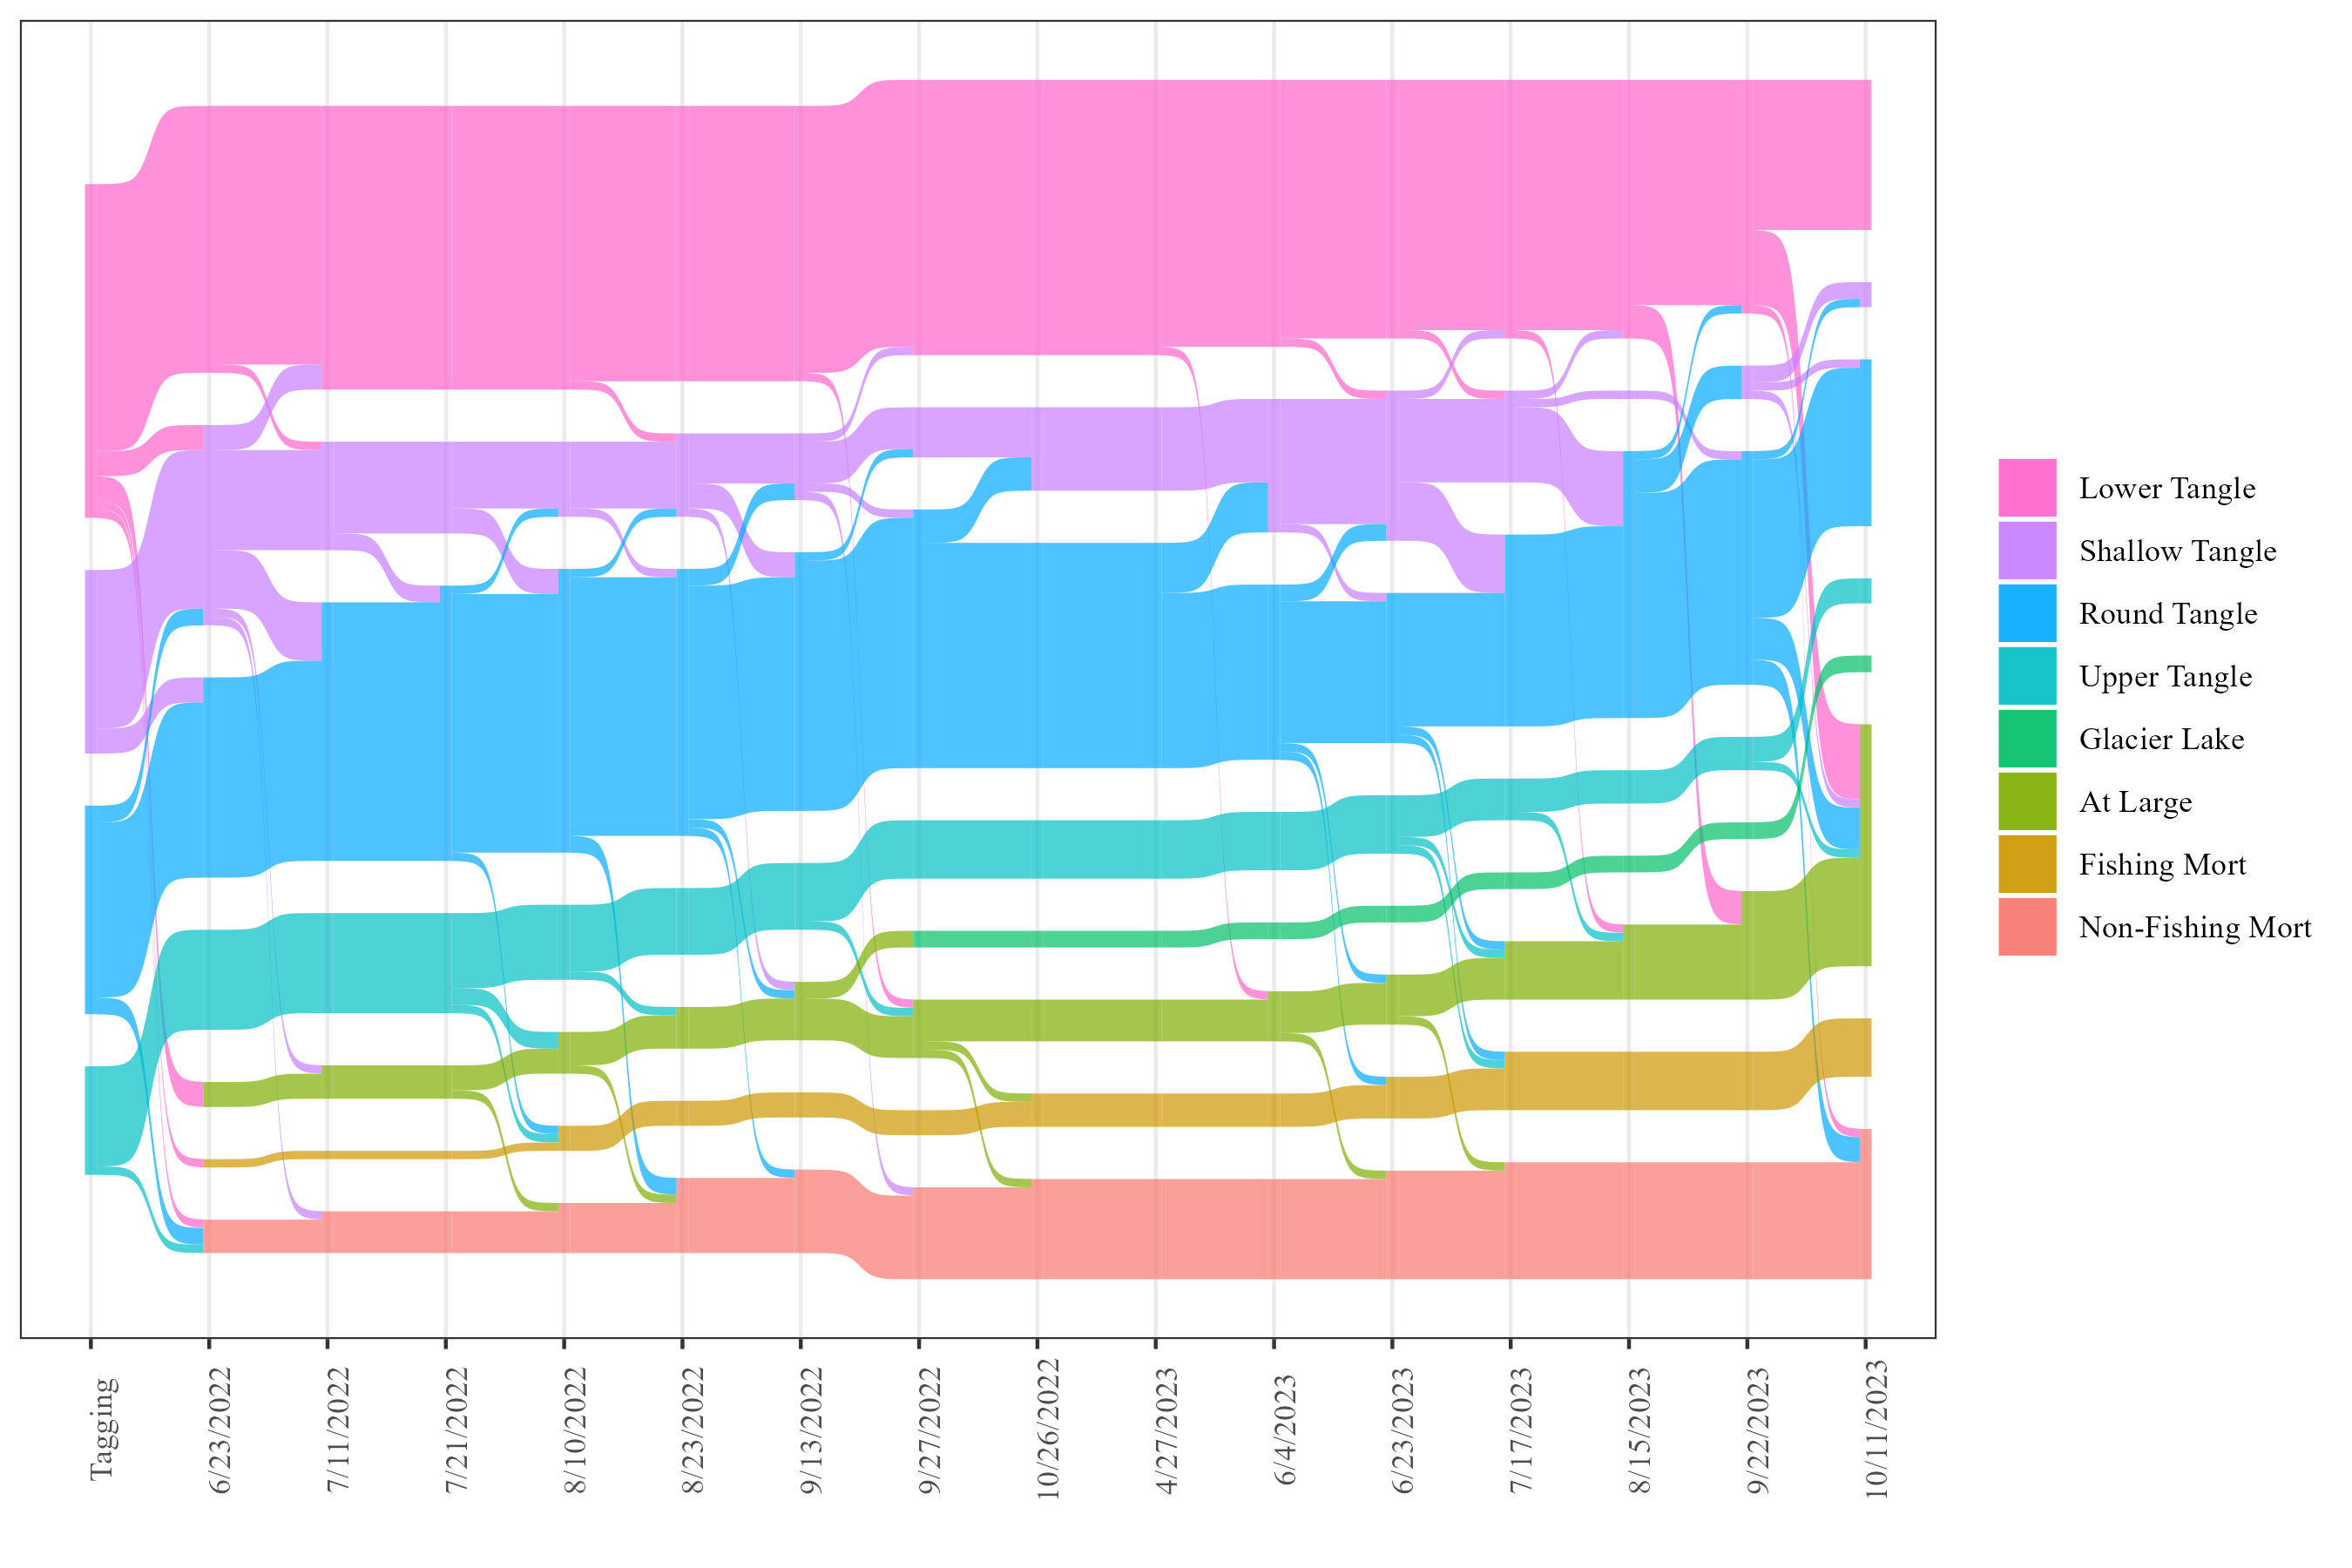 Lower Tangle
Shallow Tangle
Round Tangle
Upper Tangle
Glacier Lake
At Large
Fishing Mort
Non-Fishing Mort
Tagging
6/23/2022
7/11/2022
7/21/2022
8/10/2022
8/23/2022
9/13/2022
9/27/2022
10/26/2022
4/27/2023
6/4/2023
6/23/2023
7/17/2023
8/15/2023
9/22/2023
10/11/2023